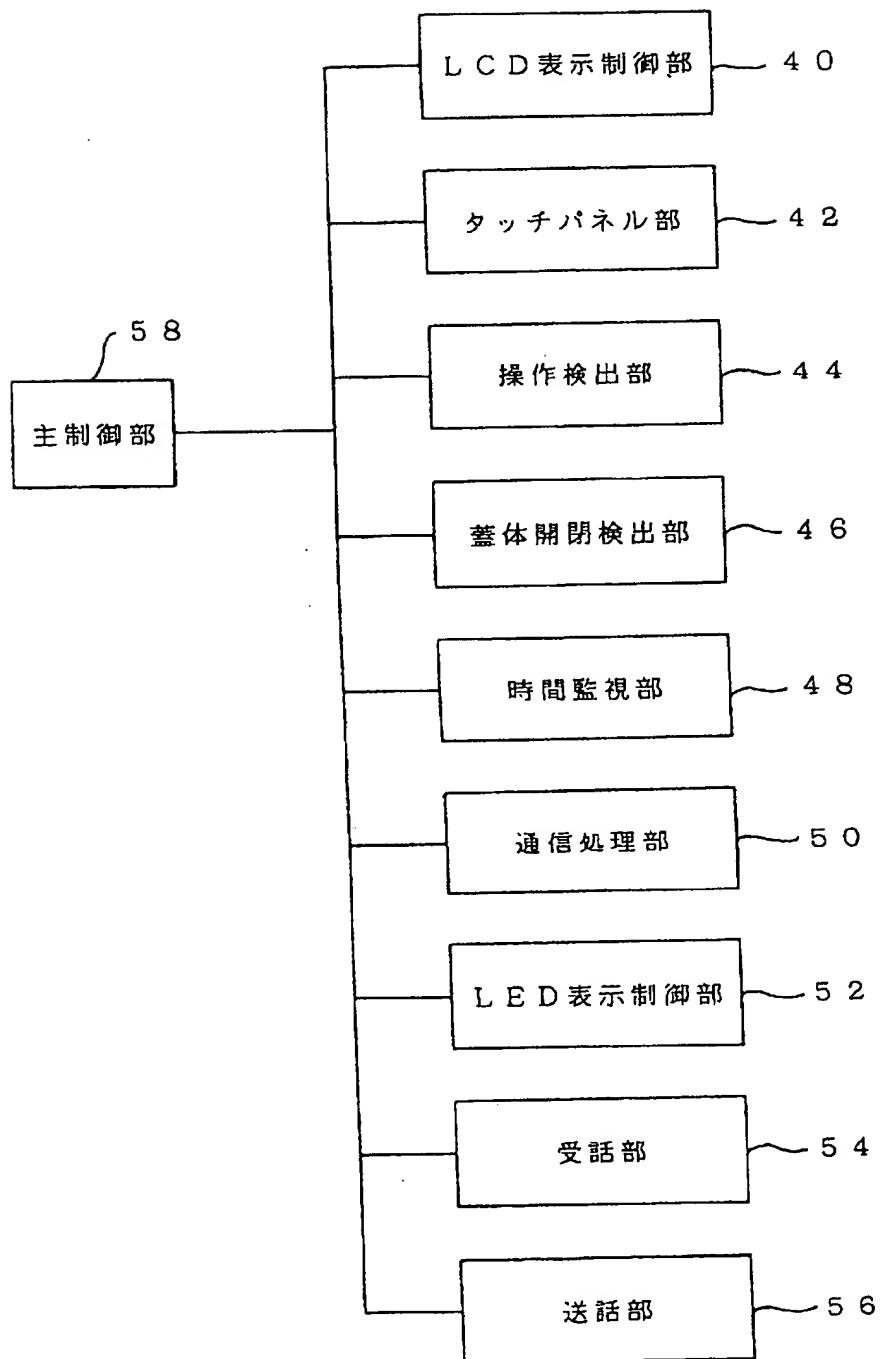 LCD表示制御部 40
タッチパネル部 42
操作検出部 44
58
主制御部
蓋体開閉検出部 46
時間監視部 48
通信処理部 50
LED表示制御部 52
受話部 54
送話部 56